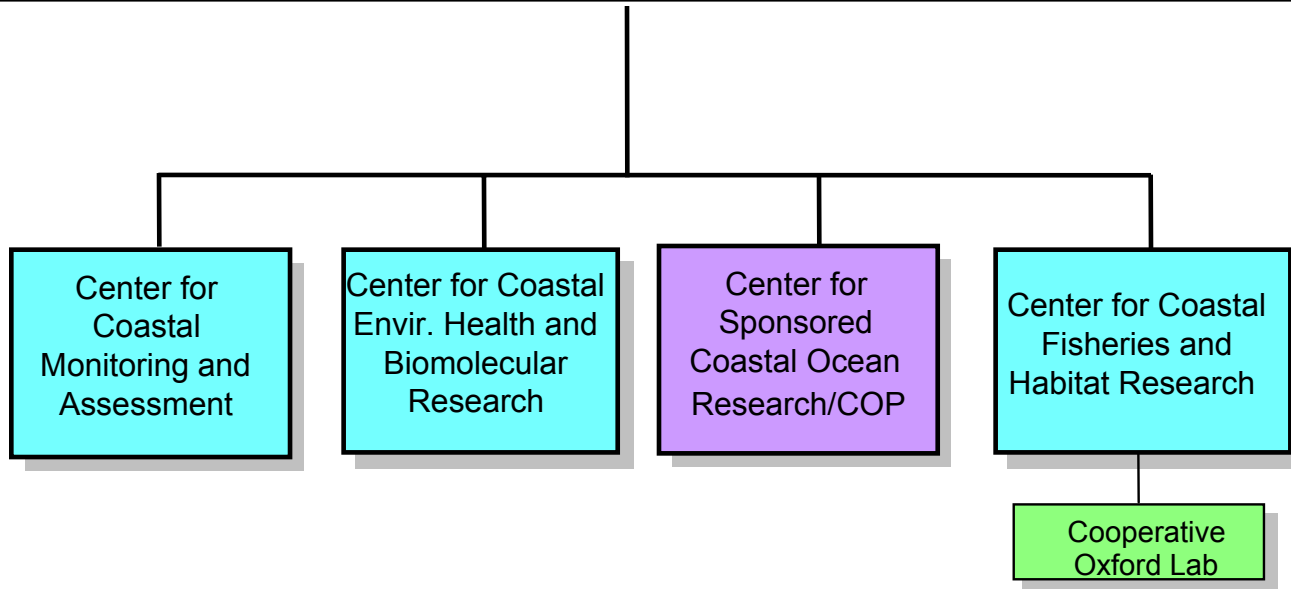 Center for
Coastal
Monitoring and
Assessment
Center for Coastal
Envir. Health and
Biomolecular
Research
Center for
Sponsored
Coastal Ocean
Research/COP
Center for Coastal
Fisheries and
Habitat Research
Cooperative
Oxford Lab